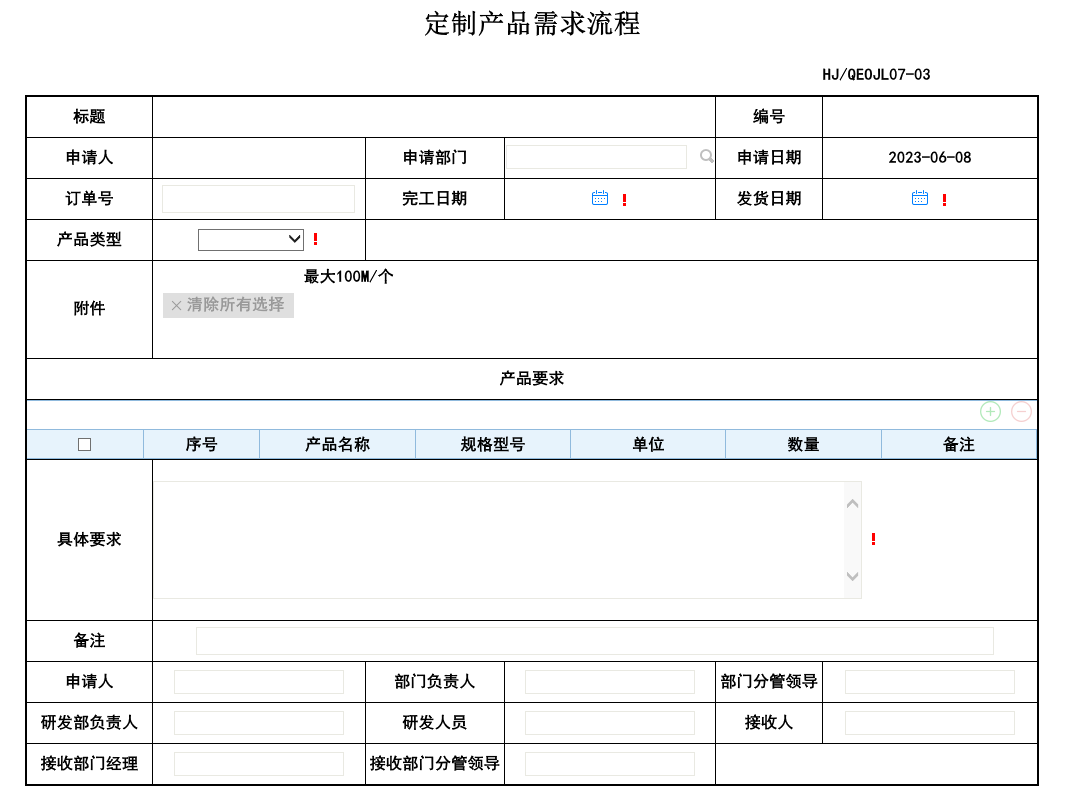 定制产品需求流程
HJ/QEOJL07-03
标题 编号
申请人 申请部门 申请日期 2023-06-08
订单号 完工日期 ! 发货日期 !
产品类型 !
最大100M/个
附件
×清除所有选择
产品要求
序号 产品名称 规格型号 单位 数量 备注
具体要求 !
备注
申请人 部门负责人 部门分管领导
研发部负责人 研发人员 接收人
接收部门经理 接收部门分管领导